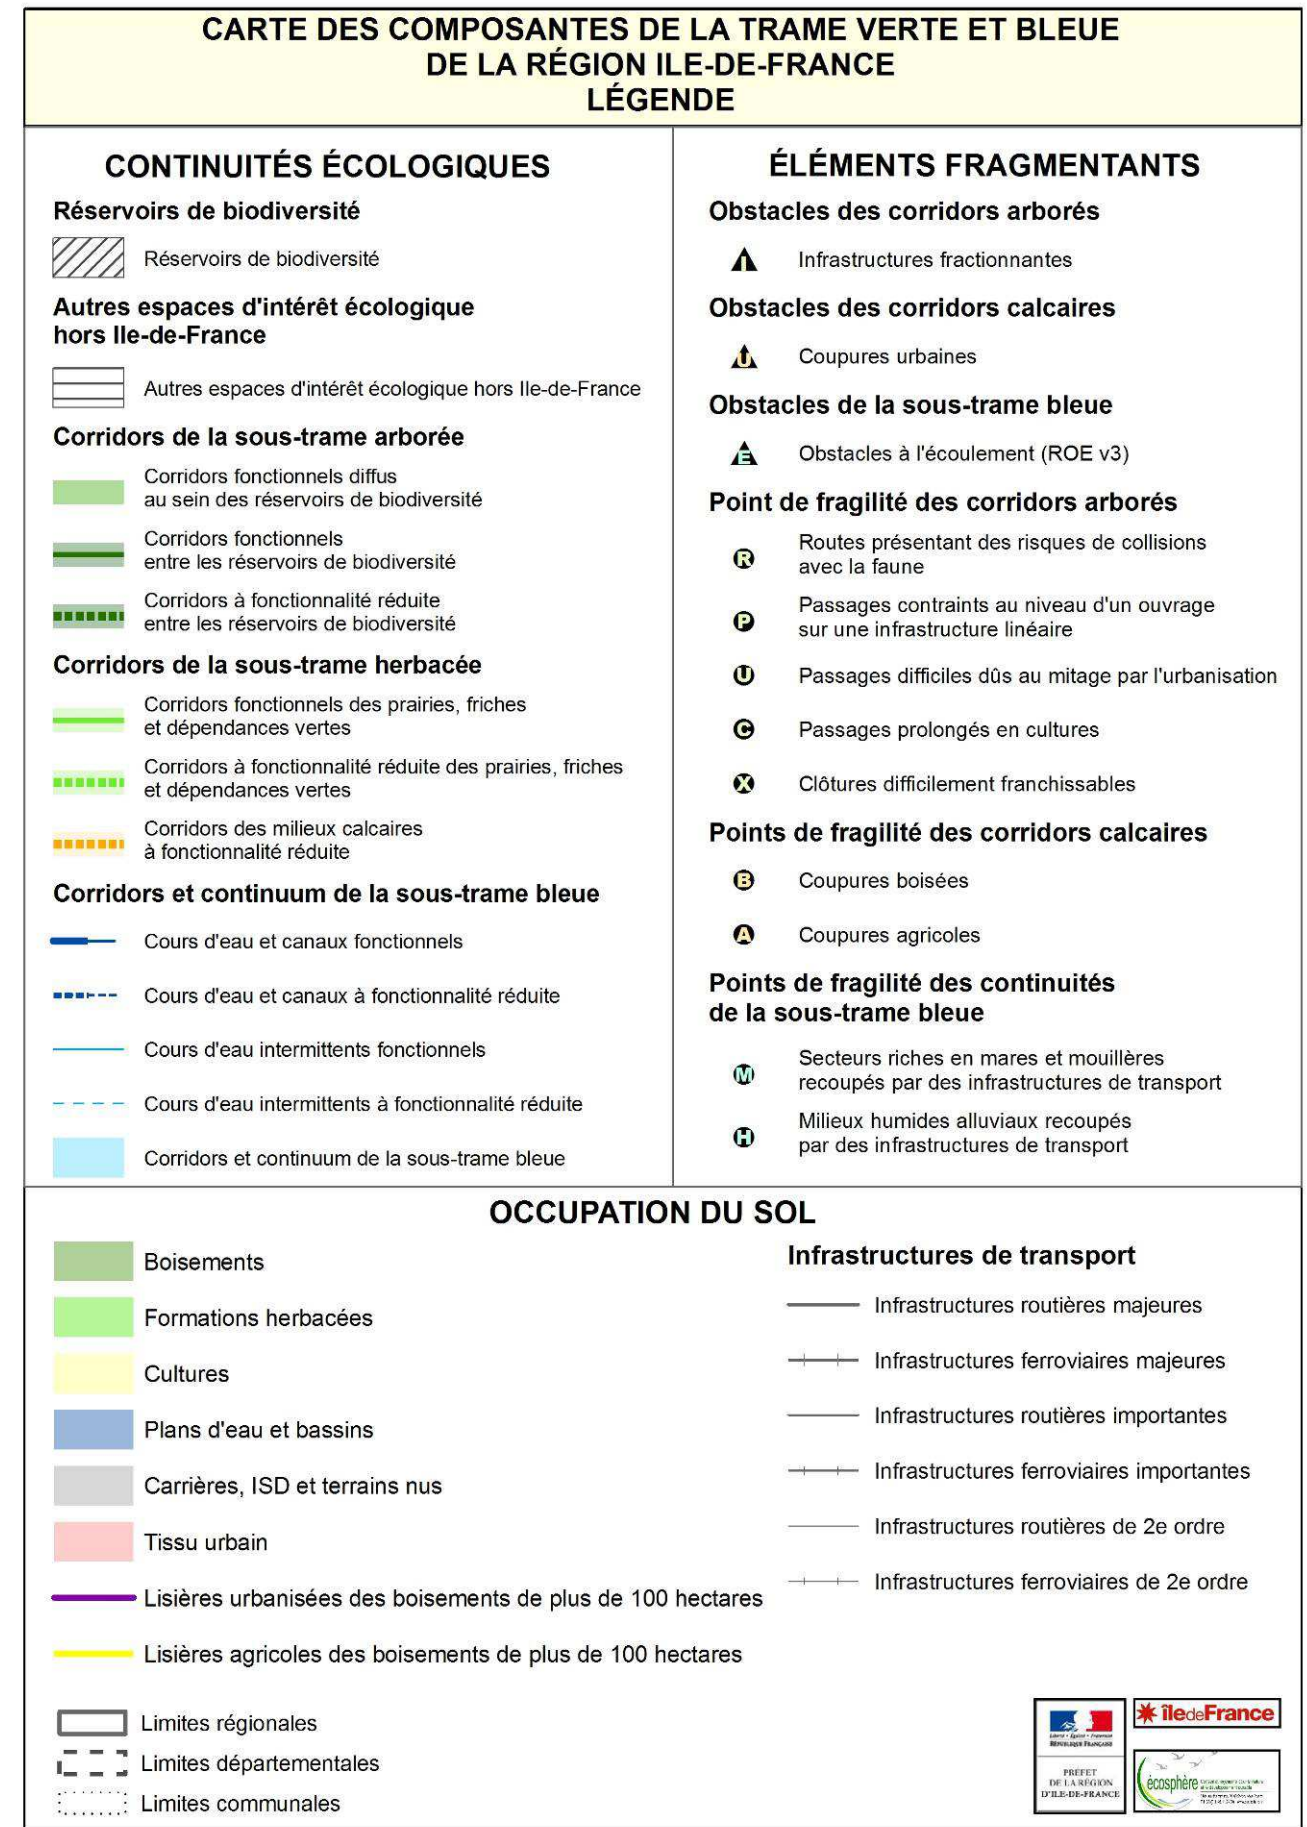 CARTE DES COMPOSANTES DE LA TRAME VERTE ET BLEUE
DE LA RÉGION ILE-DE-FRANCE
LÉGENDE
CONTINUITÉS ÉCOLOGIQUES
Réservoirs de biodiversité
Réservoirs de biodiversité
Autres espaces d'intérêt écologique
hors Ile-de-France
Autres espaces d'intérêt écologique hors Ile-de-France
Corridors de la sous-trame arborée
Corridors fonctionnels diffus
au sein des réservoirs de biodiversité
Corridors fonctionnels
entre les réservoirs de biodiversité
Corridors à fonctionnalité réduite
entre les réservoirs de biodiversité
Corridors de la sous-trame herbacée
Corridors fonctionnels des prairies, friches
et dépendances vertes
Corridors à fonctionnalité réduite des prairies, friches
et dépendances vertes
Corridors des milieux calcaires
à fonctionnalité réduite
Corridors et continuum de la sous-trame bleue
Cours d'eau et canaux fonctionnels
Cours d'eau et canaux à fonctionnalité réduite
Cours d'eau intermittents fonctionnels
Cours d'eau intermittents à fonctionnalité réduite
Corridors et continuum de la sous-trame bleue
ÉLÉMENTS FRAGMENTANTS
Obstacles des corridors arborés
I Infrastructures fractionnantes
Obstacles des corridors calcaires
U Coupures urbaines
Obstacles de la sous-trame bleue
E Obstacles à l'écoulement (ROE v3)
Point de fragilité des corridors arborés
R Routes présentant des risques de collisions
avec la faune
P Passages contraints au niveau d'un ouvrage
sur une infrastructure linéaire
U Passages difficiles dûs au mitage par l'urbanisation
C Passages prolongés en cultures
X Clôtures difficilement franchissables
Points de fragilité des corridors calcaires
B Coupures boisées
A Coupures agricoles
Points de fragilité des continuités
de la sous-trame bleue
M Secteurs riches en mares et mouillères
recoupés par des infrastructures de transport
H Milieux humides alluviaux recoupés
par des infrastructures de transport
OCCUPATION DU SOL
Boisements
Formations herbacées
Cultures
Plans d'eau et bassins
Carrières, ISD et terrains nus
Tissu urbain
Lisières urbanisées des boisements de plus de 100 hectares
Lisières agricoles des boisements de plus de 100 hectares
Limites régionales
Limites départementales
Limites communales
Infrastructures de transport
Infrastructures routières majeures
Infrastructures ferroviaires majeures
Infrastructures routières importantes
Infrastructures ferroviaires importantes
Infrastructures routières de 2e ordre
Infrastructures ferroviaires de 2e ordre
Liberté • Égalité • Fraternité
RÉPUBLIQUE FRANÇAISE
PRÉFET
DE LA RÉGION
D'ILE-DE-FRANCE
îledeFrance
écosphère